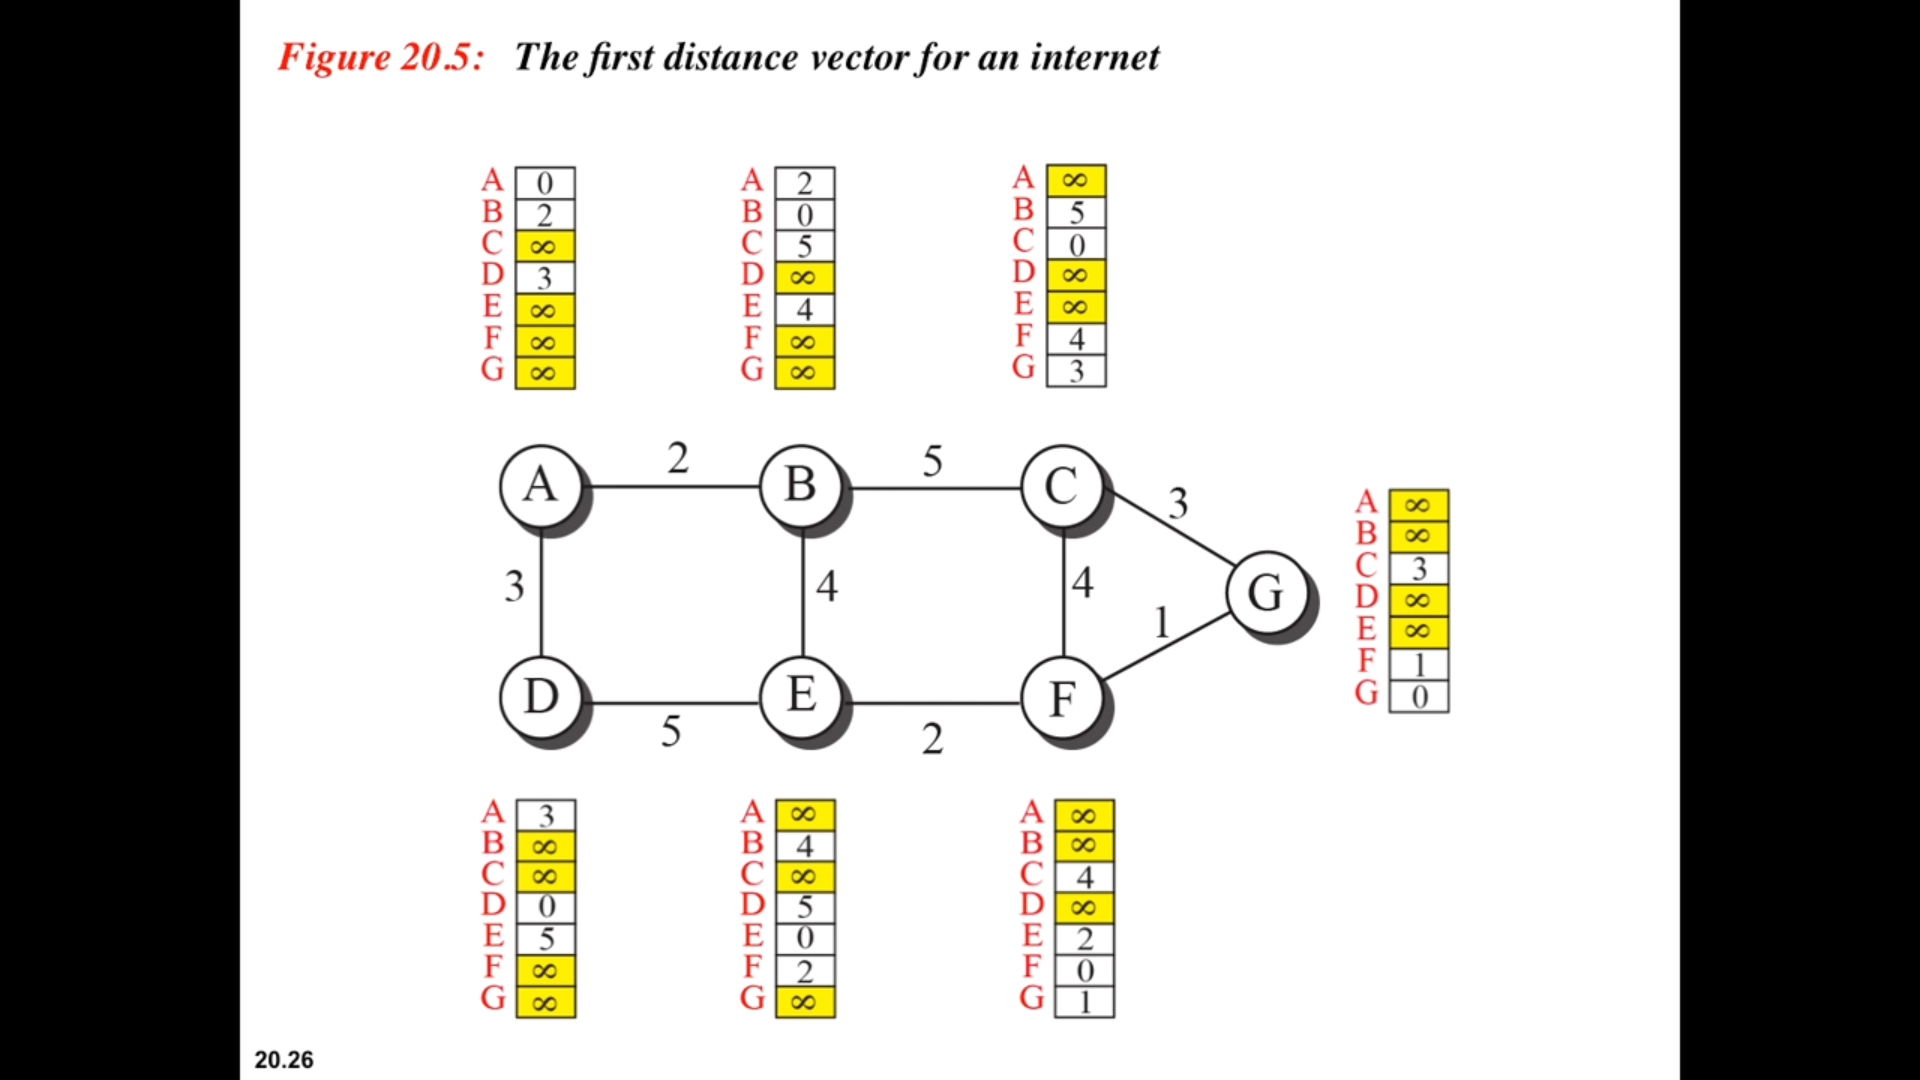 Figure 20.5: The first distance vector for an internet
A 0
B 2
C ∞
D 3
E ∞
F ∞
G ∞
A 2
B 0
C 5
D ∞
E 4
F ∞
G ∞
A ∞
B 5
C 0
D ∞
E ∞
F 4
G 3
A 2 B 5 C
3
3 4 4 G
1
D 5 E 2 F
A ∞
B ∞
C 3
D ∞
E ∞
F 1
G 0
A 3
B ∞
C ∞
D 0
E 5
F ∞
G ∞
A ∞
B 4
C ∞
D 5
E 0
F 2
G ∞
A ∞
B ∞
C 4
D ∞
E 2
F 0
G 1
20.26